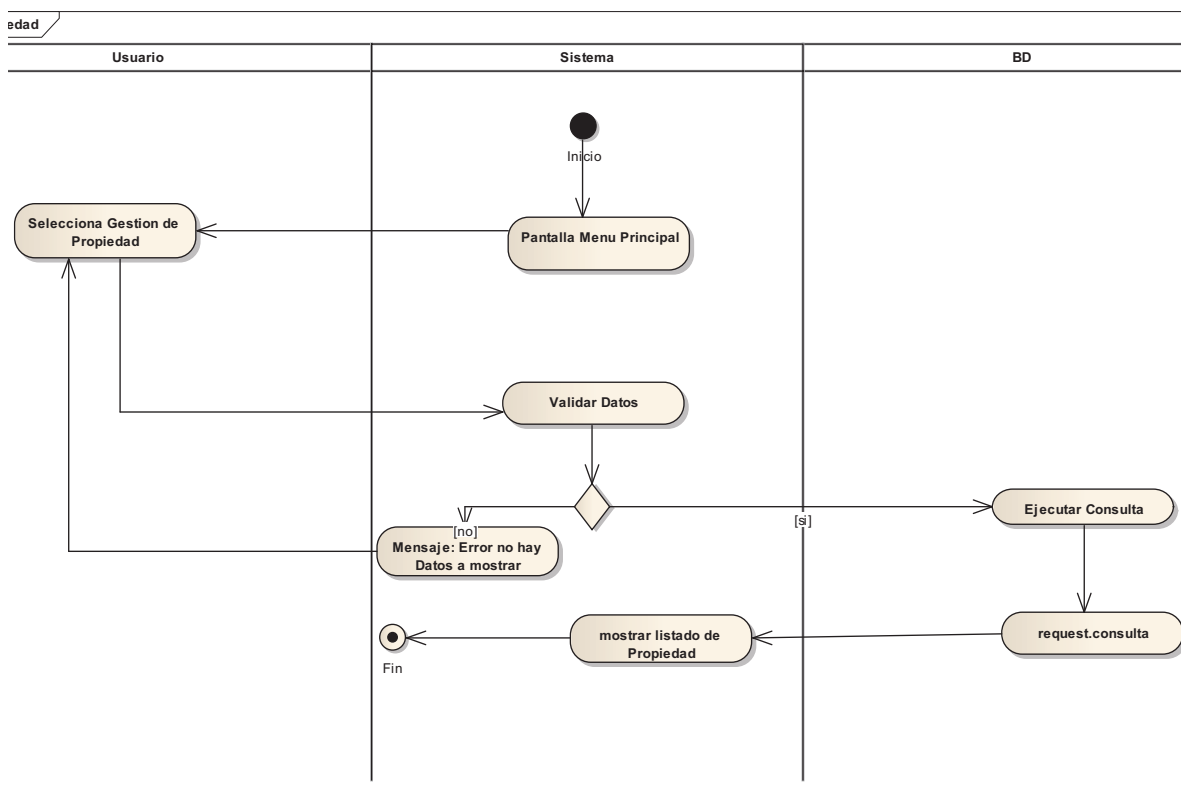 edad
Usuario
Sistema
BD
Inicio
Selecciona Gestion de
Propiedad
Pantalla Menu Principal
Validar Datos
[no]
[si]
Ejecutar Consulta
Mensaje: Error no hay
Datos a mostrar
mostrar listado de
Propiedad
request.consulta
Fin